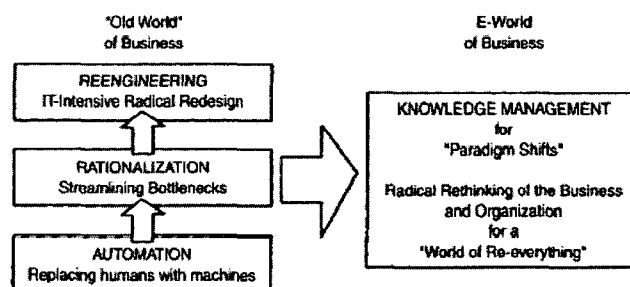 "Old World"
of Business
REENGINEERING
IT-Intensive Radical Redesign
RATIONALIZATION
Streamlining Bottlenecks
AUTOMATION
Replacing humans with machines
E-World
of Business
KNOWLEDGE MANAGEMENT
for
"Paradigm Shifts"
Radical Rethinking of the Business
and Organization
for a
"World of Re-everything"